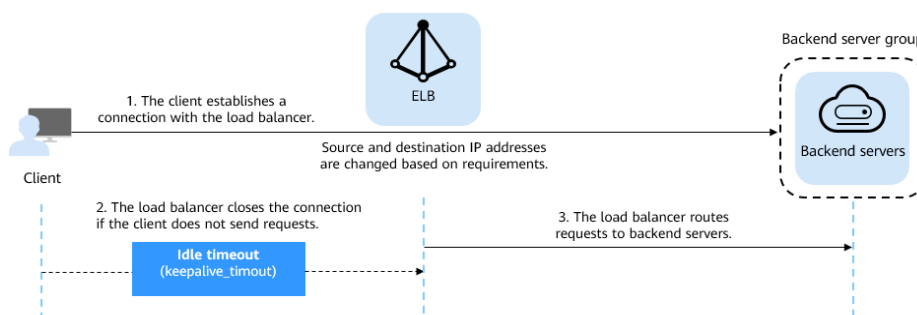 Backend server group
ELB
1. The client establishes a
connection with the load balancer.
Source and destination IP addresses
are changed based on requirements.
Backend servers
Client
2. The load balancer closes the connection
if the client does not send requests.
3. The load balancer routes
requests to backend servers.
Idle timeout
(keepalive_timout)